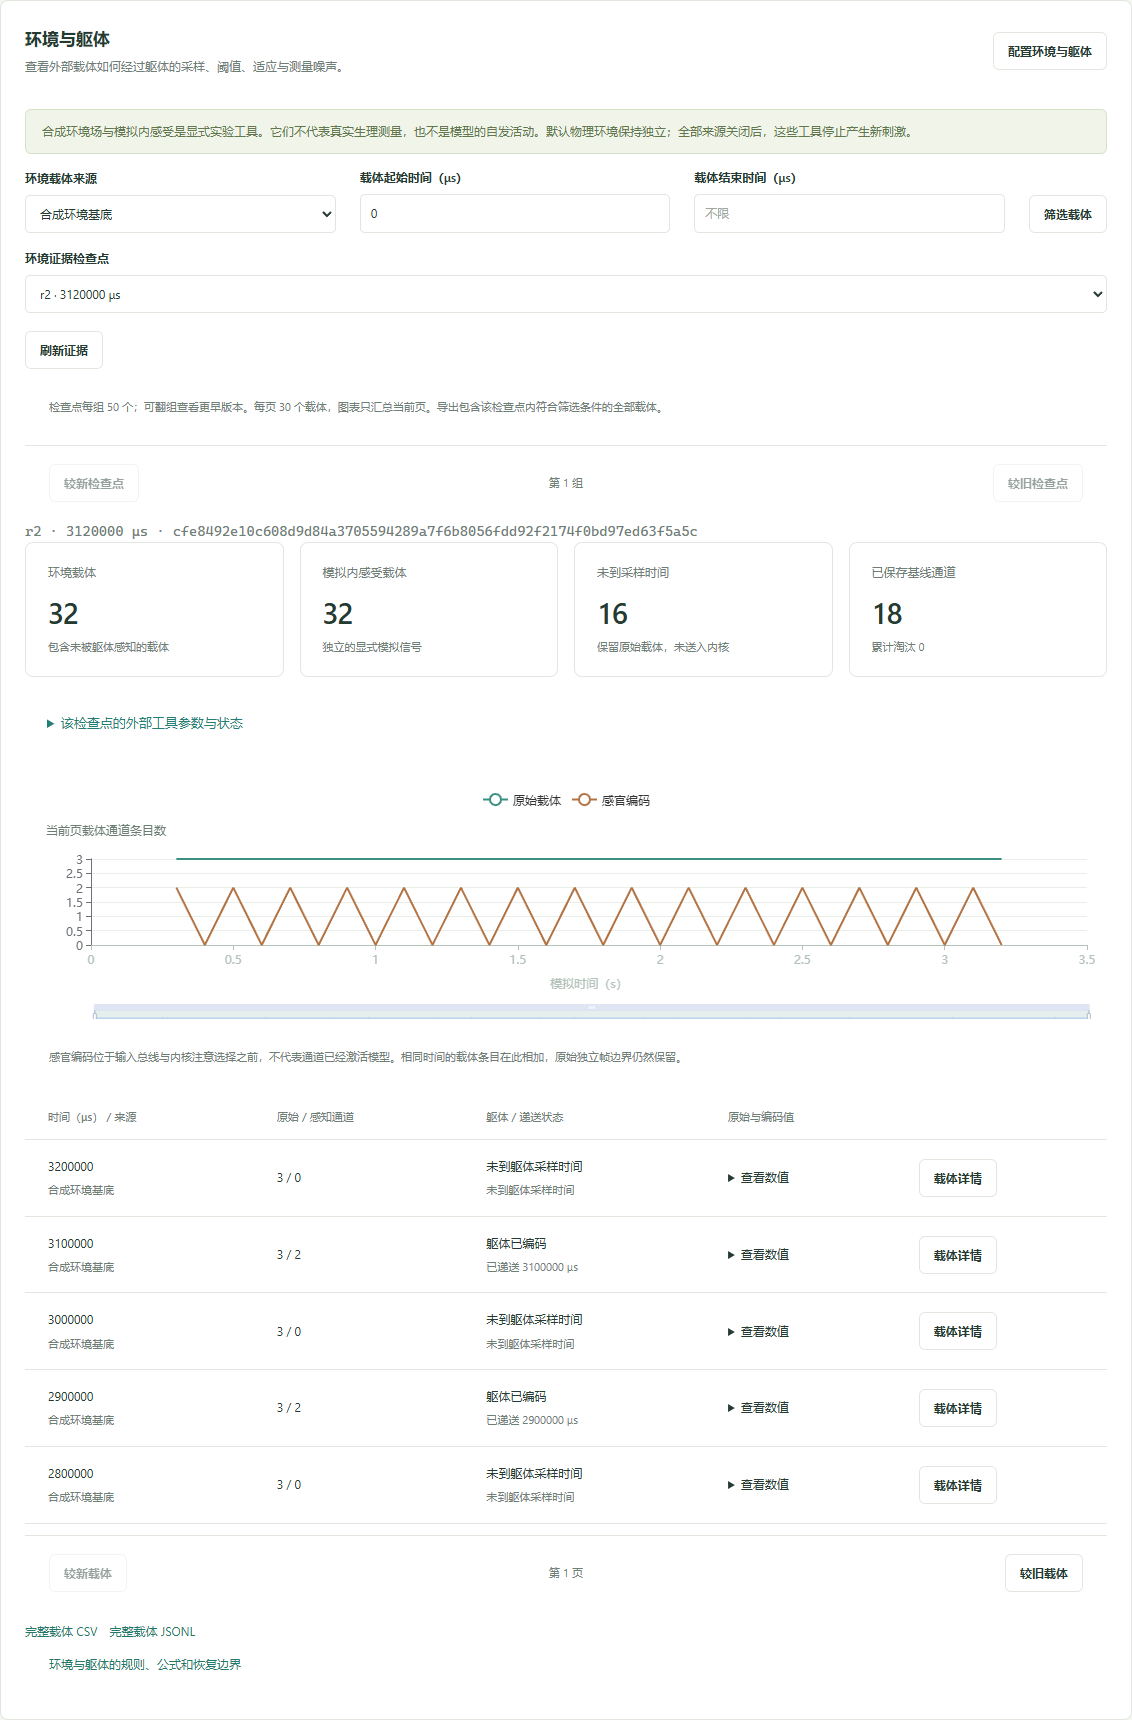 环境与躯体
查看外部载体如何经过躯体的采样、阈值、适应与测量噪声。
配置环境与躯体
合成环境场与模拟内感受是显式实验工具。它们不代表真实生理测量，也不是模型的自发活动。默认物理环境保持独立；全部来源关闭后，这些工具停止产生新刺激。
环境载体来源
载体起始时间（μs）
载体结束时间（μs）
合成环境基底
0
不限
筛选载体
环境证据检查点
r2 · 3120000 μs
刷新证据
检查点每组 50 个；可翻组查看更早版本。每页 30 个载体，图表只汇总当前页。导出包含该检查点内符合筛选条件的全部载体。
较新检查点
第 1 组
较旧检查点
r2 · 3120000 μs · cfe8492e10c608d9d84a3705594289a7f6b8056fdd92f2174f0bd97ed63f5a5c
环境载体
32
包含未被躯体感知的载体
模拟内感受载体
32
独立的显式模拟信号
未到采样时间
16
保留原始载体，未送入内核
已保存基线通道
18
累计淘汰 0
该检查点的外部工具参数与状态
原始载体
感官编码
当前页载体通道条目数
3
2.5
2
1.5
1
0.5
0
0 0.5 1 1.5 2 2.5 3 3.5
模拟时间（s）
感官编码位于输入总线与内核注意选择之前，不代表通道已经激活模型。相同时间的载体条目在此相加，原始独立帧边界仍然保留。
时间（μs） / 来源
原始 / 感知通道
躯体 / 递送状态
原始与编码值
3200000
合成环境基底
3 / 0
未到躯体采样时间
未到躯体采样时间
查看数值
载体详情
3100000
合成环境基底
3 / 2
躯体已编码
已递送 3100000 μs
查看数值
载体详情
3000000
合成环境基底
3 / 0
未到躯体采样时间
未到躯体采样时间
查看数值
载体详情
2900000
合成环境基底
3 / 2
躯体已编码
已递送 2900000 μs
查看数值
载体详情
2800000
合成环境基底
3 / 0
未到躯体采样时间
未到躯体采样时间
查看数值
载体详情
较新载体
第 1 页
较旧载体
完整载体 CSV 完整载体 JSONL
环境与躯体的规则、公式和恢复边界